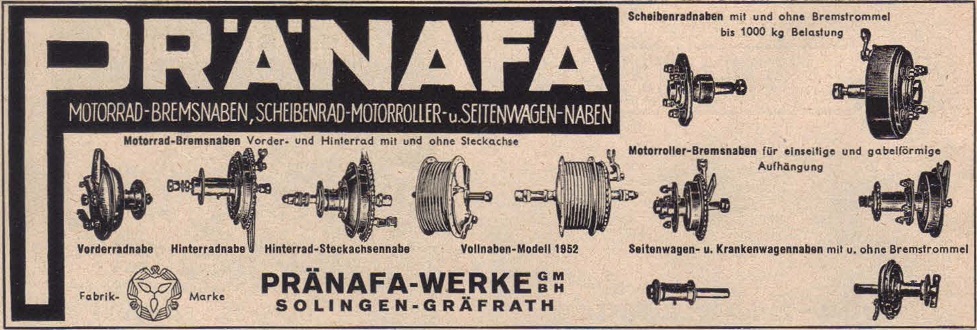 PRÄNAFA
MOTORRAD-BREMSNABEN, SCHEIBENRAD-MOTORROLLER- u. SEITENWAGEN-NABEN
Motorrad-Bremsnaben Vorder- und Hinterrad mit und ohne Steckachse
Vorderradnabe Hinterradnabe Hinterrad-Steckachsennabe Vollnaben-Modell 1952
Fabrik- Marke
PRÄNAFA-WERKE GMBH
SOLINGEN-GRÄFRATH
Scheibenradnaben mit und ohne Bremstrommel
bis 1000 kg Belastung
Motorroller-Bremsnaben für einseitige und gabelförmige
Aufhängung
Seitenwagen- u. Krankenwagennaben mit u. ohne Bremstrommel